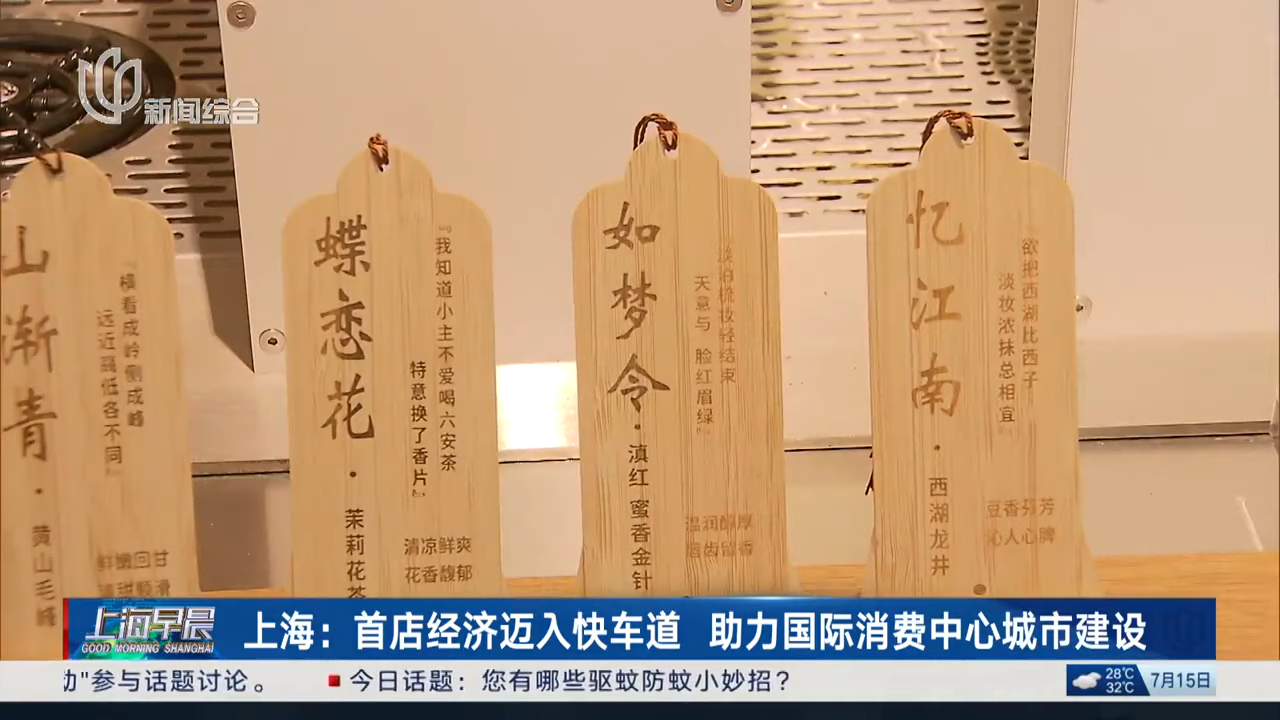 新闻综合
山渐青·黄山毛峰
『横看成岭侧成峰
远近高低各不同』
鲜嫩回甘
蝶恋花·茉莉花茶
『我知道小主不爱喝六安茶
特意换了香片』
清凉鲜爽
花香馥郁
如梦令·滇红 蜜香金针
淡泊梳妆轻结束
天意与 脸红眉绿』
温润醇厚
唇齿留香
忆江南·西湖龙井
欲把西湖比西子
淡妆浓抹总相宜』
豆香芬芳
沁人心脾
上海早晨
GOOD MORNING SHANGHAI
上海：首店经济迈入快车道 助力国际消费中心城市建设
动"参与话题讨论。 今日话题：您有哪些驱蚊防蚊小妙招？
28℃
32℃
7月15日